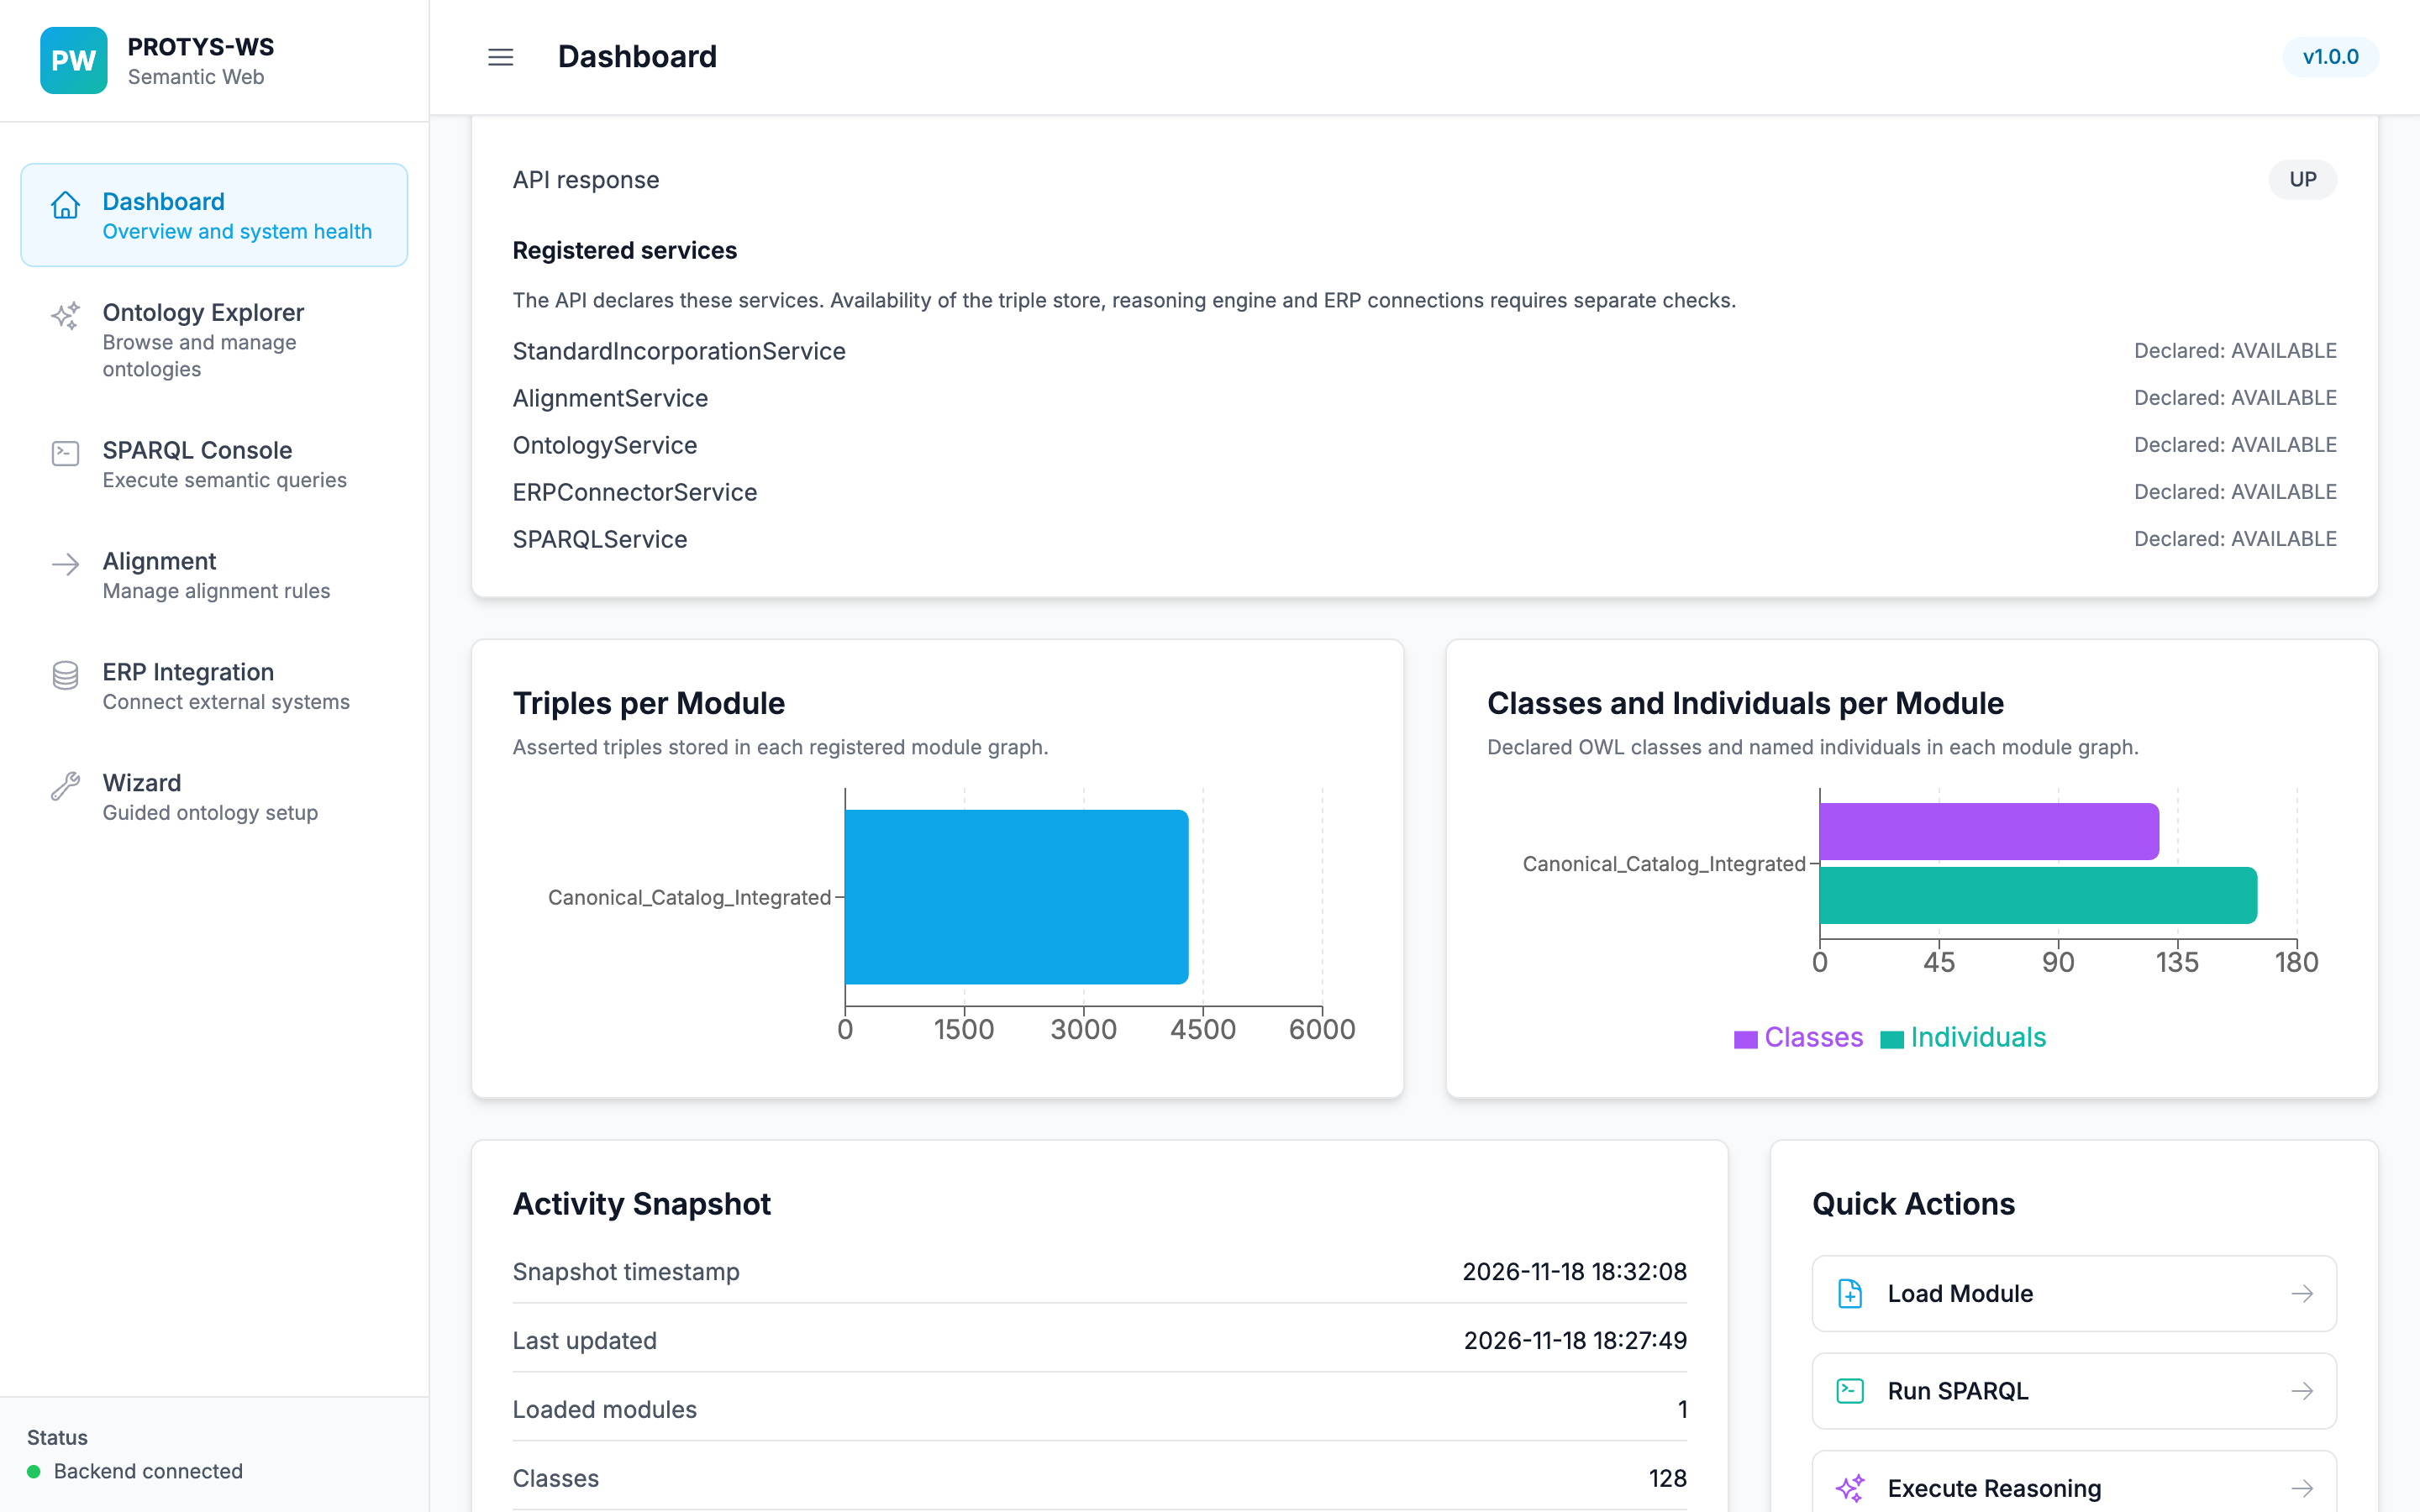 PW
PROTYS-WS
Semantic Web
Dashboard
Overview and system health
Ontology Explorer
Browse and manage
ontologies
SPARQL Console
Execute semantic queries
Alignment
Manage alignment rules
ERP Integration
Connect external systems
Wizard
Guided ontology setup
Status
Backend connected
Dashboard
v1.0.0
API response
UP
Registered services
The API declares these services. Availability of the triple store, reasoning engine and ERP connections requires separate checks.
StandardIncorporationService
Declared: AVAILABLE
AlignmentService
Declared: AVAILABLE
OntologyService
Declared: AVAILABLE
ERPConnectorService
Declared: AVAILABLE
SPARQLService
Declared: AVAILABLE
Triples per Module
Asserted triples stored in each registered module graph.
Canonical_Catalog_Integrated
0 1500 3000 4500 6000
Classes and Individuals per Module
Declared OWL classes and named individuals in each module graph.
Canonical_Catalog_Integrated
0 45 90 135 180
Classes Individuals
Activity Snapshot
Snapshot timestamp
2026-11-18 18:32:08
Last updated
2026-11-18 18:27:49
Loaded modules
1
Classes
128
Quick Actions
Load Module
Run SPARQL
Execute Reasoning